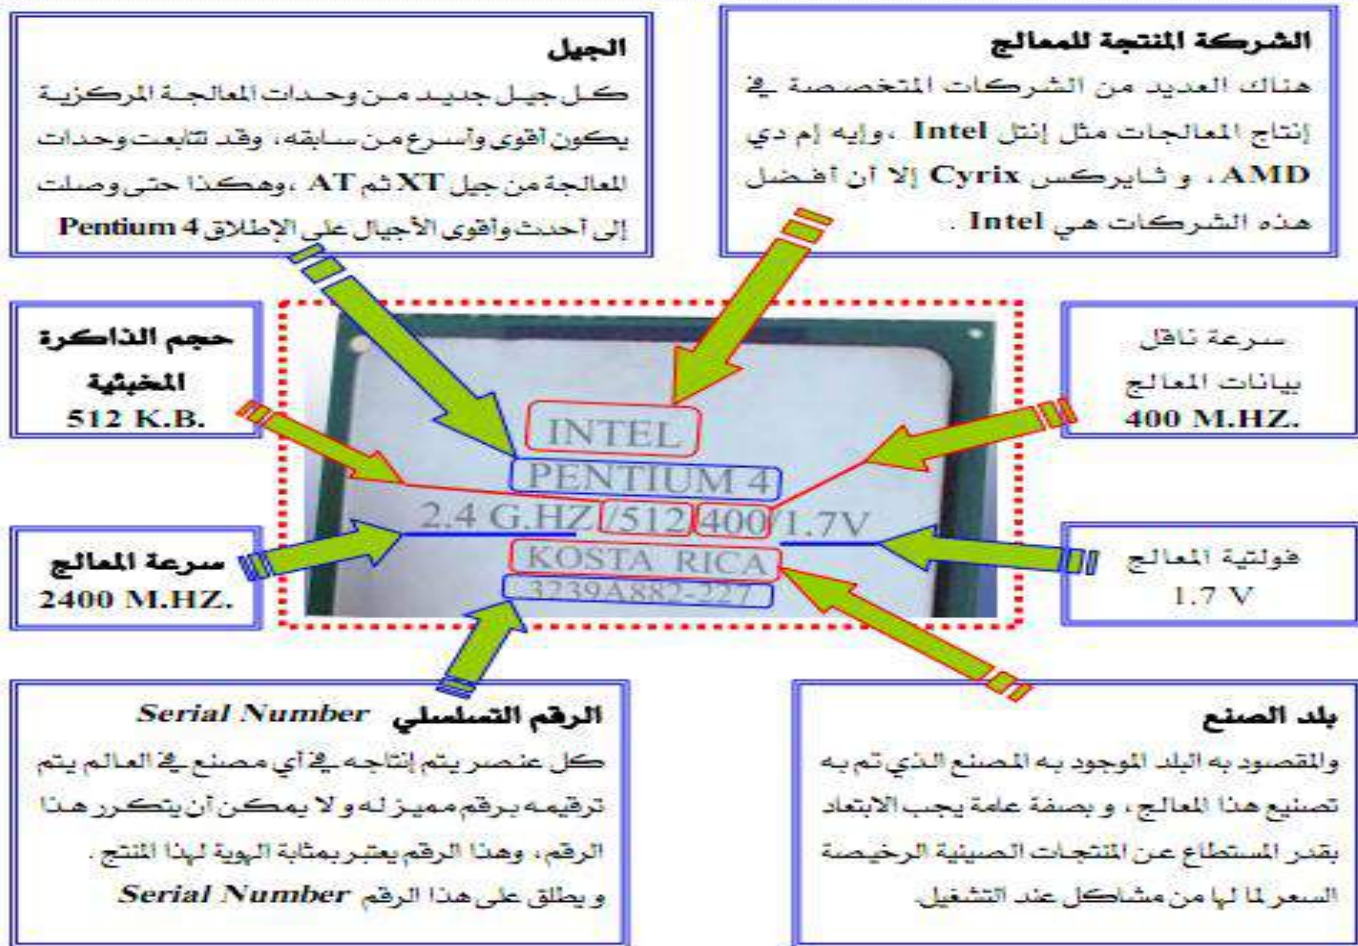 الشركة المنتجة للمعالج
هناك العديد من الشركات المتخصصة في
إنتاج المعالجات مثل إنتل Intel ، وإيه إم دي
AMD ، و ثايركس Cyrix إلا أن أفضل
هذه الشركات هي Intel .
الجيل
كل جيل جديد من وحدات المعالجة المركزية
يكون أقوى وأسرع من سابقه ، وقد تتابعت وحدات
المعالجة من جيل XT ثم AT ، وهكذا حتى وصلت
إلى أحدث وأقوى الأجيال على الإطلاق Pentium 4
سرعة ناقل
بيانات المعالج
400 M.HZ.
حجم الذاكرة
المخبئية
512 K.B.
INTEL
PENTIUM 4
2.4 G.HZ/512/400/1.7V
KOSTA RICA
3239A882-227
فولتية المعالج
1.7 V
سرعة المعالج
2400 M.HZ.
بلد الصنع
والمقصود به البلد الموجود به المصنع الذي تم به
تصنيع هذا المعالج ، و بصفة عامة يجب الابتعاد
بقدر المستطاع عن المنتجات الصينية الرخيصة
السعر لما لها من مشاكل عند التشغيل.
الرقم التسلسلي Serial Number
كل عنصر يتم إنتاجه في أي مصنع في العالم يتم
ترقيمه برقم مميز له و لا يمكن أن يتكرر هذا
الرقم ، وهذا الرقم يعتبر بمثابة الهوية لهذا المنتج .
و يطلق على هذا الرقم Serial Number